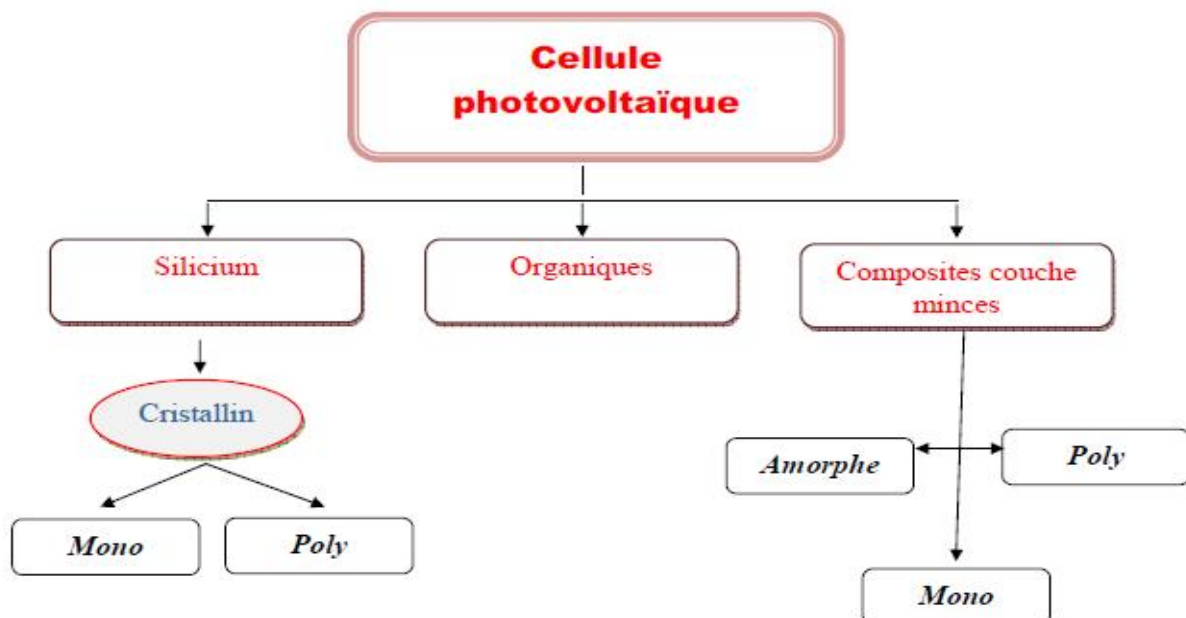 Cellule
photovoltaïque
Silicium
Organiques
Composites couche
minces
Cristallin
Amorphe
Poly
Mono
Poly
Mono